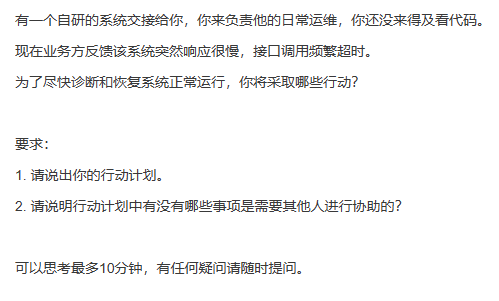 有一个自研的系统交接给你，你来负责他的日常运维，你还没来得及看代码。
现在业务方反馈该系统突然响应很慢，接口调用频繁超时。
为了尽快诊断和恢复系统正常运行，你将采取哪些行动？
要求：
1. 请说出你的行动计划。
2. 请说明行动计划中有没有哪些事项是需要其他人进行协助的？
可以思考最多10分钟，有任何疑问请随时提问。